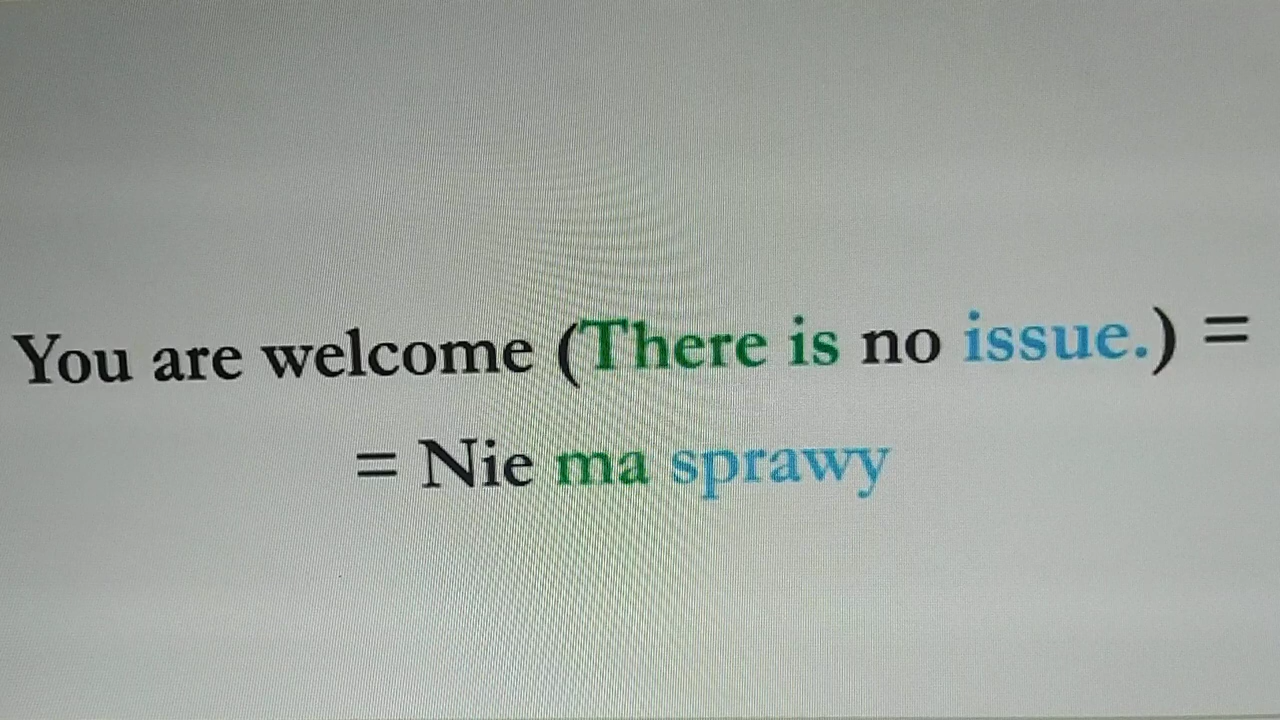 You are welcome (There is no issue.) =
= Nie ma sprawy